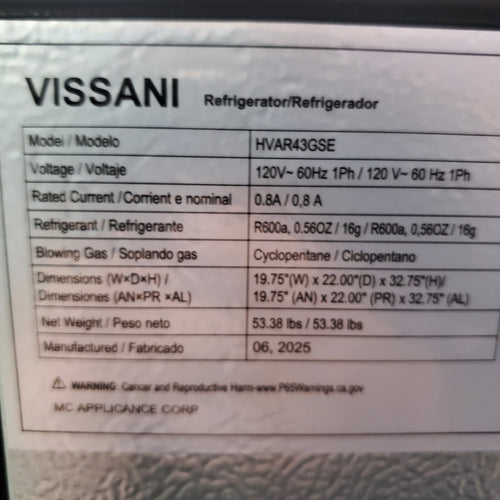 VISSANI Refrigerator/Refrigerador
Model / Modelo HVAR43GSE
Voltage / Voltaje 120V~ 60Hz 1Ph / 120 V~ 60 Hz 1Ph
Rated Current /Corrient e nominal 0.8A / 0,8 A
Refrigerant / Refrigerante R600a, 0.56OZ / 16g / R600a, 0,56OZ / 16g
Blowing Gas / Soplando gas Cyclopentane / Ciclopentano
Dimensions (W×D×H) / 19.75"(W) x 22.00"(D) x 32.75"(H)/
Dimensiones (AN×PR ×AL) 19.75" (AN) x 22.00" (PR) x 32.75" (AL)
Net Weight / Peso neto 53.38 lbs / 53.38 lbs
Manufactured / Fabricado 06, 2025
⚠ WARNING: Cancer and Reproductive Harm-www.P65Warnings.ca.gov
MC APPLICANCE CORP